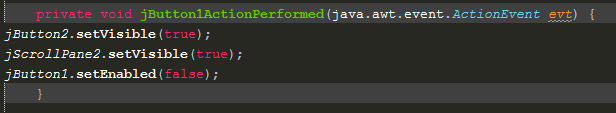 private void jButton1ActionPerformed(java.awt.event.ActionEvent evt) {
jButton2.setVisible(true);
jScrollPane2.setVisible(true);
jButton1.setEnabled(false);
}